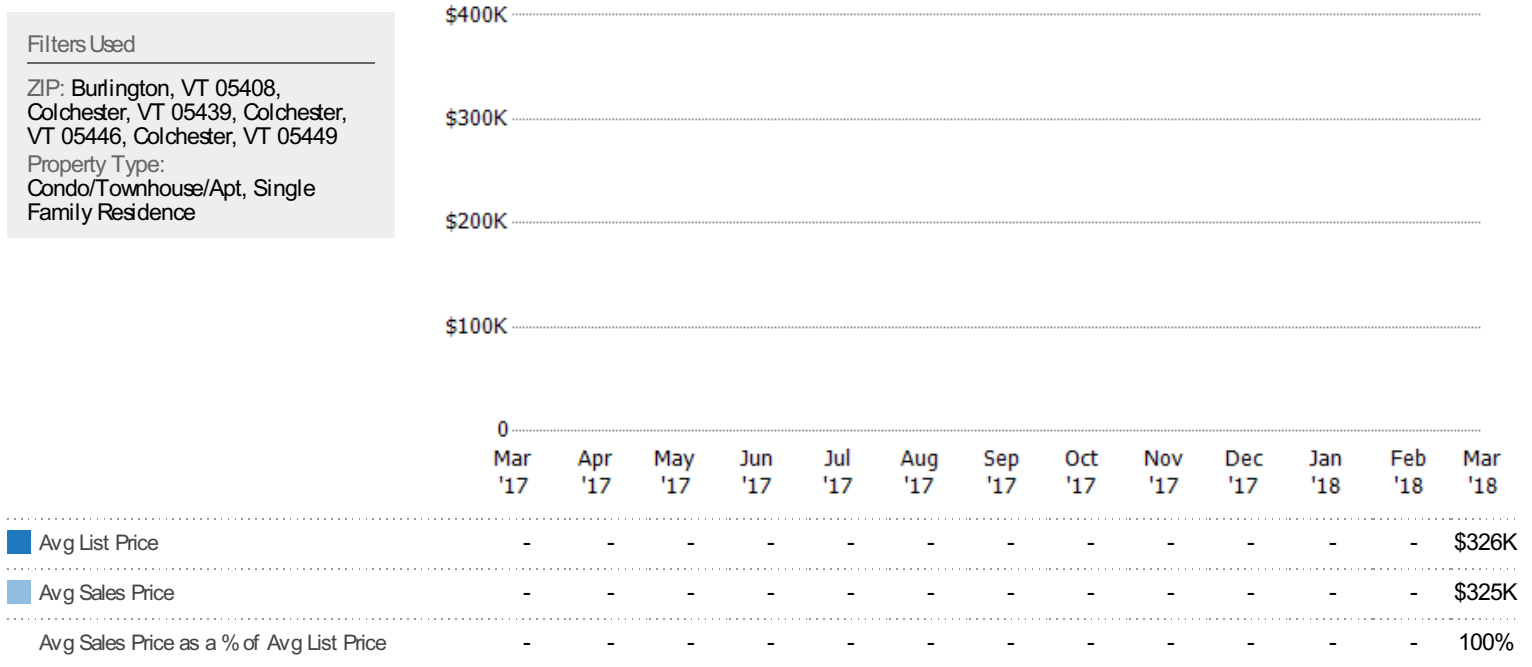 Filters Used
ZIP: Burlington, VT 05408,
Colchester, VT 05439, Colchester,
VT 05446, Colchester, VT 05449
Property Type:
Condo/Townhouse/Apt, Single
Family Residence
$400K
$300K
$200K
$100K
0
Mar '17
Apr '17
May '17
Jun '17
Jul '17
Aug '17
Sep '17
Oct '17
Nov '17
Dec '17
Jan '18
Feb '18
Mar '18
Avg List Price - - - - - - - - - - - - $326K
Avg Sales Price - - - - - - - - - - - - $325K
Avg Sales Price as a % of Avg List Price - - - - - - - - - - - - 100%